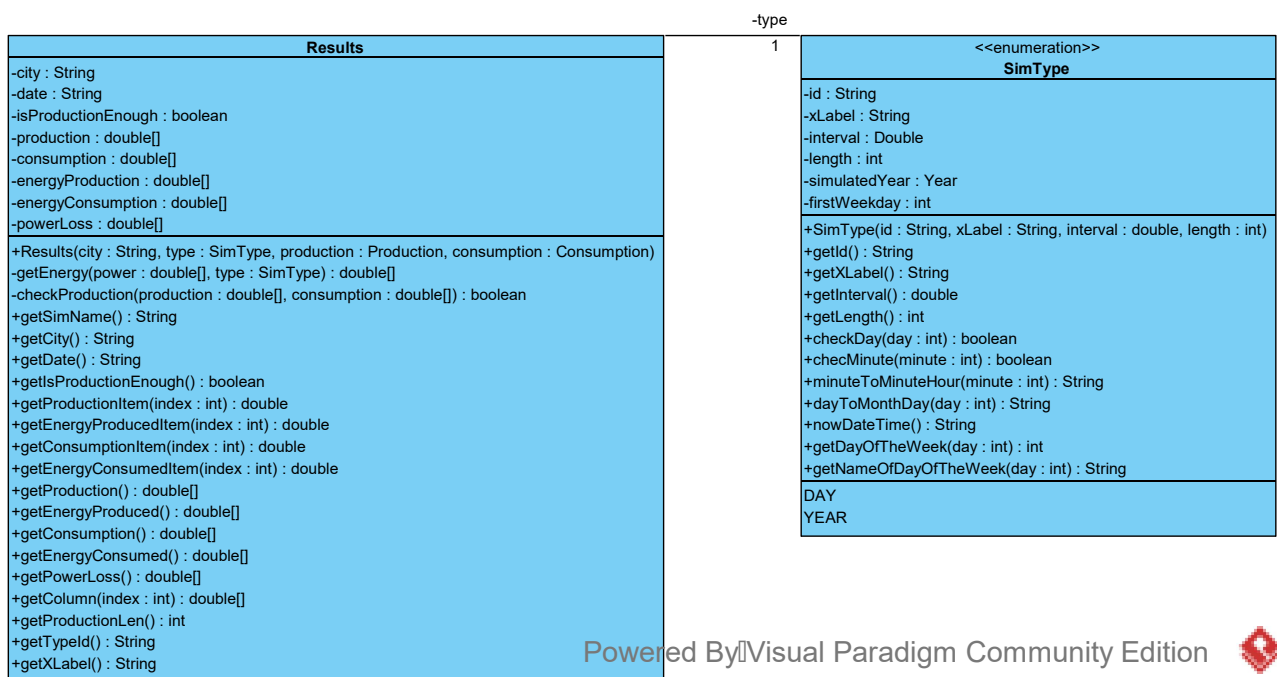 -type
1
Results
-city : String
-date : String
-isProductionEnough : boolean
-production : double[]
-consumption : double[]
-energyProduction : double[]
-energyConsumption : double[]
-powerLoss : double[]
+Results(city : String, type : SimType, production : Production, consumption : Consumption)
-getEnergy(power : double[], type : SimType) : double[]
-checkProduction(production : double[], consumption : double[]) : boolean
+getSimName() : String
+getCity() : String
+getDate() : String
+getIsProductionEnough() : boolean
+getProductionItem(index : int) : double
+getEnergyProducedItem(index : int) : double
+getConsumptionItem(index : int) : double
+getEnergyConsumedItem(index : int) : double
+getProduction() : double[]
+getEnergyProduced() : double[]
+getConsumption() : double[]
+getEnergyConsumed() : double[]
+getPowerLoss() : double[]
+getColumn(index : int) : double[]
+getProductionLen() : int
+getTypeId() : String
+getXLabel() : String
<<enumeration>>
SimType
-id : String
-xLabel : String
-interval : Double
-length : int
-simulatedYear : Year
-firstWeekday : int
+SimType(id : String, xLabel : String, interval : double, length : int)
+getId() : String
+getXLabel() : String
+getInterval() : double
+getLength() : int
+checkDay(day : int) : boolean
+checMinute(minute : int) : boolean
+minuteToMinuteHour(minute : int) : String
+dayToMonthDay(day : int) : String
+nowDateTime() : String
+getDayOfTheWeek(day : int) : int
+getNameOfDayOfTheWeek(day : int) : String
DAY
YEAR
Powered By Visual Paradigm Community Edition